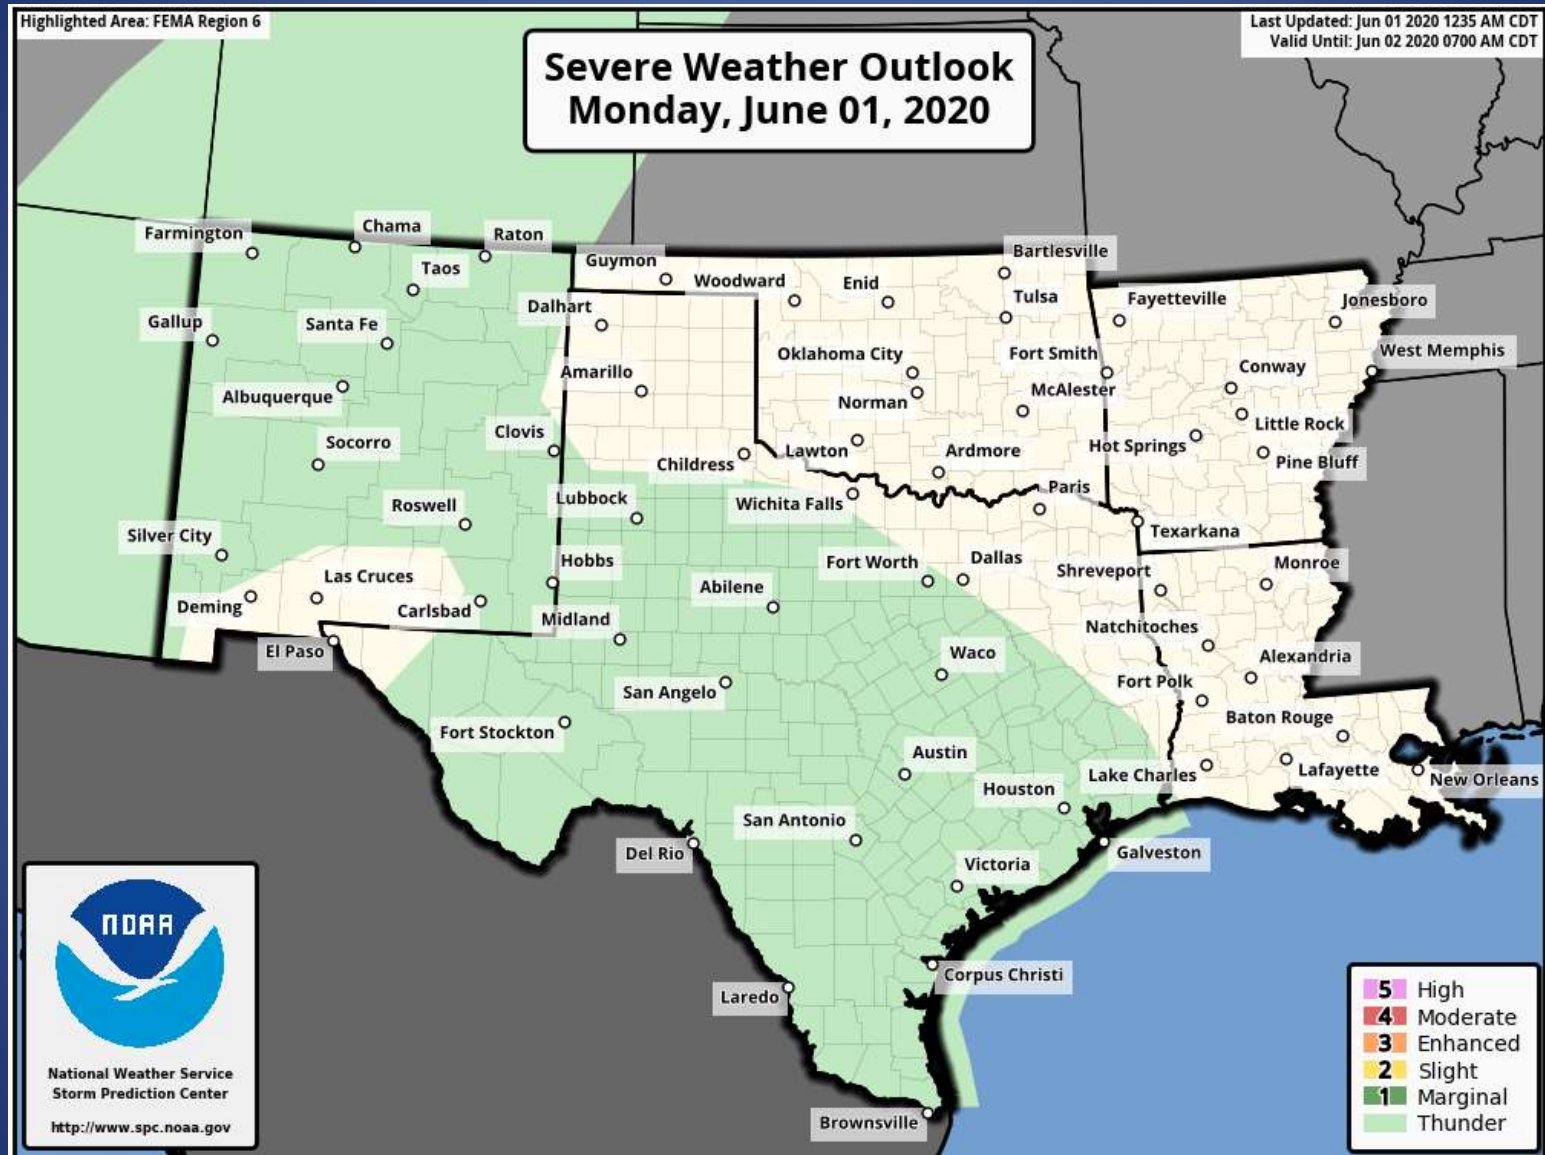 Highlighted Area: FEMA Region 6
Last Updated: Jun 01 2020 1235 AM CDT
Valid Until: Jun 02 2020 0700 AM CDT
Severe Weather Outlook
Monday, June 01, 2020
Farmington
Chama
Raton
Taos
Guymon
Woodward
Enid
Bartlesville
Tulsa
Fayetteville
Jonesboro
Gallup
Santa Fe
Dalhart
Amarillo
Oklahoma City
Fort Smith
West Memphis
Conway
Albuquerque
Norman
McAlester
Little Rock
Socorro
Clovis
Childress
Lawton
Ardmore
Hot Springs
Pine Bluff
Roswell
Lubbock
Wichita Falls
Paris
Texarkana
Silver City
Las Cruces
Hobbs
Abilene
Fort Worth
Dallas
Shreveport
Monroe
Deming
Carlsbad
Midland
Natchitoches
El Paso
San Angelo
Waco
Alexandria
Fort Polk
Fort Stockton
Baton Rouge
Austin
Houston
Lake Charles
Lafayette
New Orleans
San Antonio
Del Rio
Victoria
Galveston
Corpus Christi
Laredo
Brownsville
NOAA
National Weather Service
Storm Prediction Center
http://www.spc.noaa.gov
5 High
4 Moderate
3 Enhanced
2 Slight
1 Marginal
Thunder